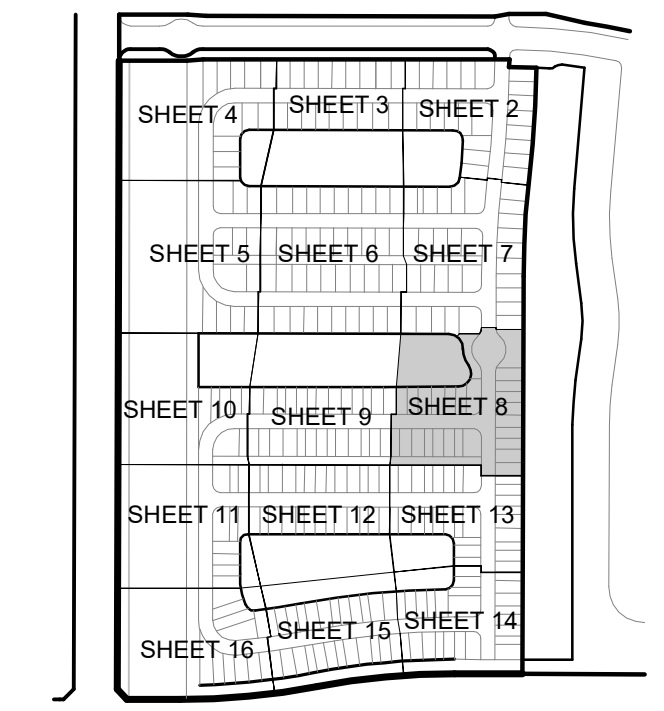 SHEET 4 SHEET 3 SHEET 2
SHEET 5 SHEET 6 SHEET 7
SHEET 10 SHEET 9 SHEET 8
SHEET 11 SHEET 12 SHEET 13
SHEET 16 SHEET 15 SHEET 14